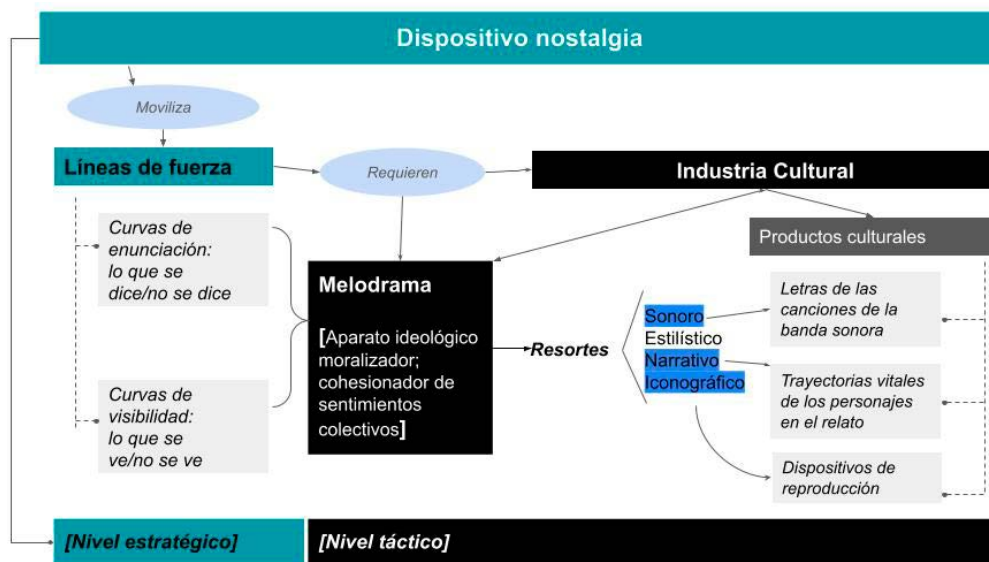 Dispositivo nostalgia
Moviliza
Líneas de fuerza
Requieren
Industria Cultural
Curvas de
enunciación:
lo que se
dice/no se dice
Productos culturales
Melodrama
[Aparato ideológico
moralizador;
cohesionador de
sentimientos
colectivos]
Resortes
Sonoro
Estilístico
Narrativo
Iconográfico
Letras de las
canciones de la
banda sonora
Trayectorias vitales
de los personajes
en el relato
Curvas de
visibilidad:
lo que se
ve/no se ve
Dispositivos de
reproducción
[Nivel estratégico]
[Nivel táctico]